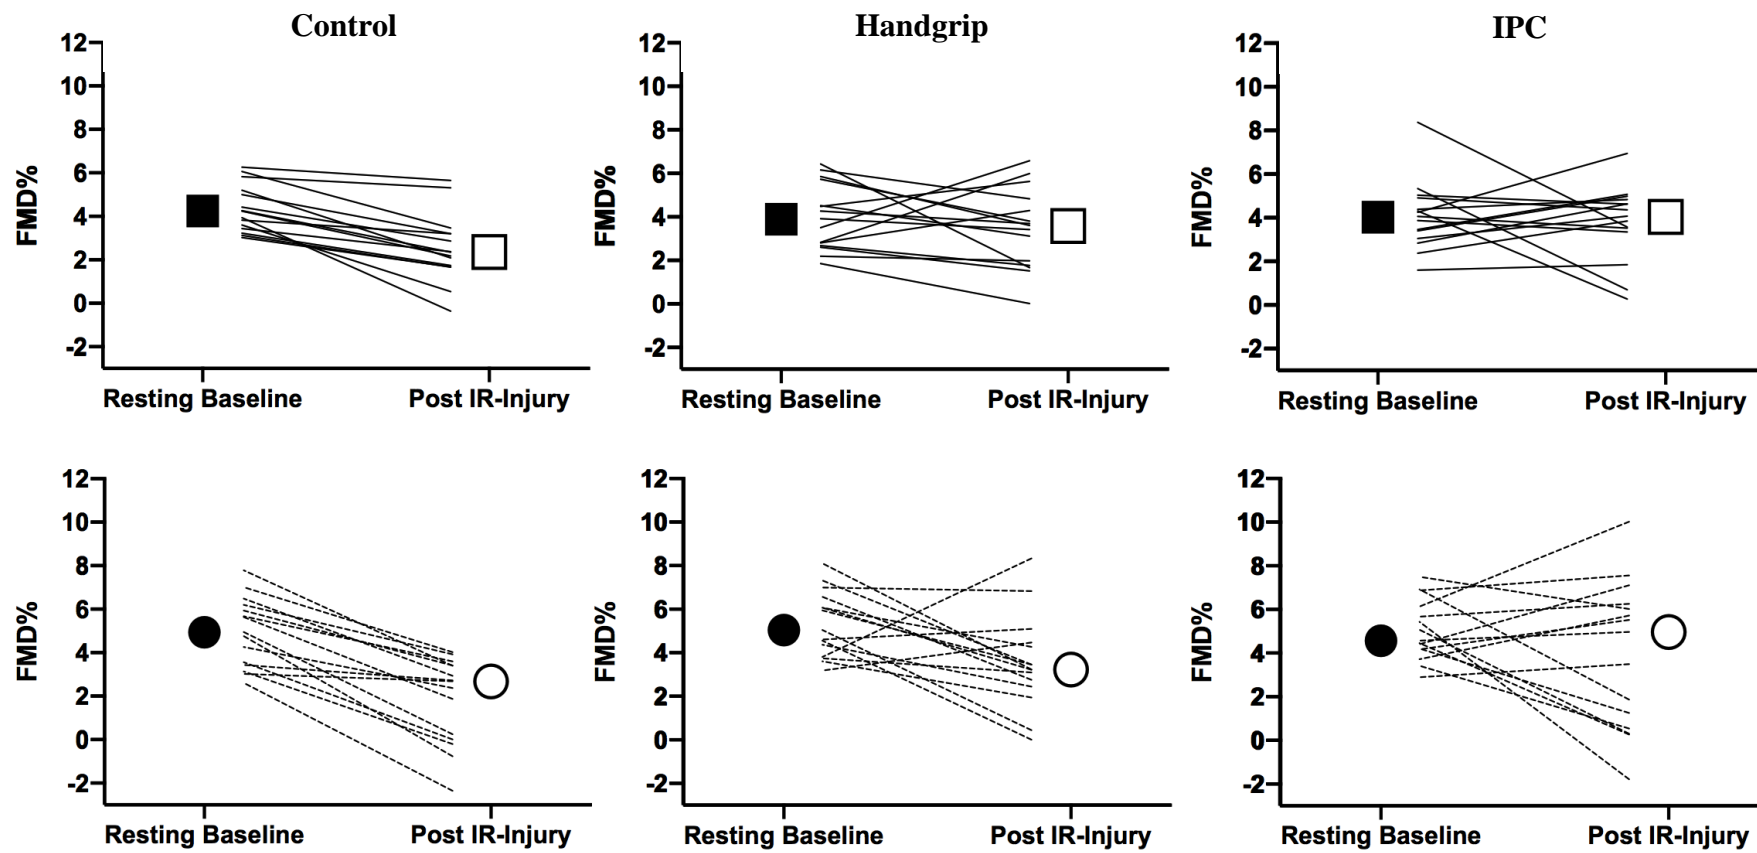 Control Handgrip IPC
12 12 12
10 10 10
8 8 8
6 6 6
4 4 4
2 2 2
0 0 0
-2 -2 -2
FMD% FMD% FMD%
Resting Baseline Post IR-Injury Resting Baseline Post IR-Injury Resting Baseline Post IR-Injury
12 12 12
10 10 10
8 8 8
6 6 6
4 4 4
2 2 2
0 0 0
-2 -2 -2
FMD% FMD% FMD%
Resting Baseline Post IR-Injury Resting Baseline Post IR-Injury Resting Baseline Post IR-Injury